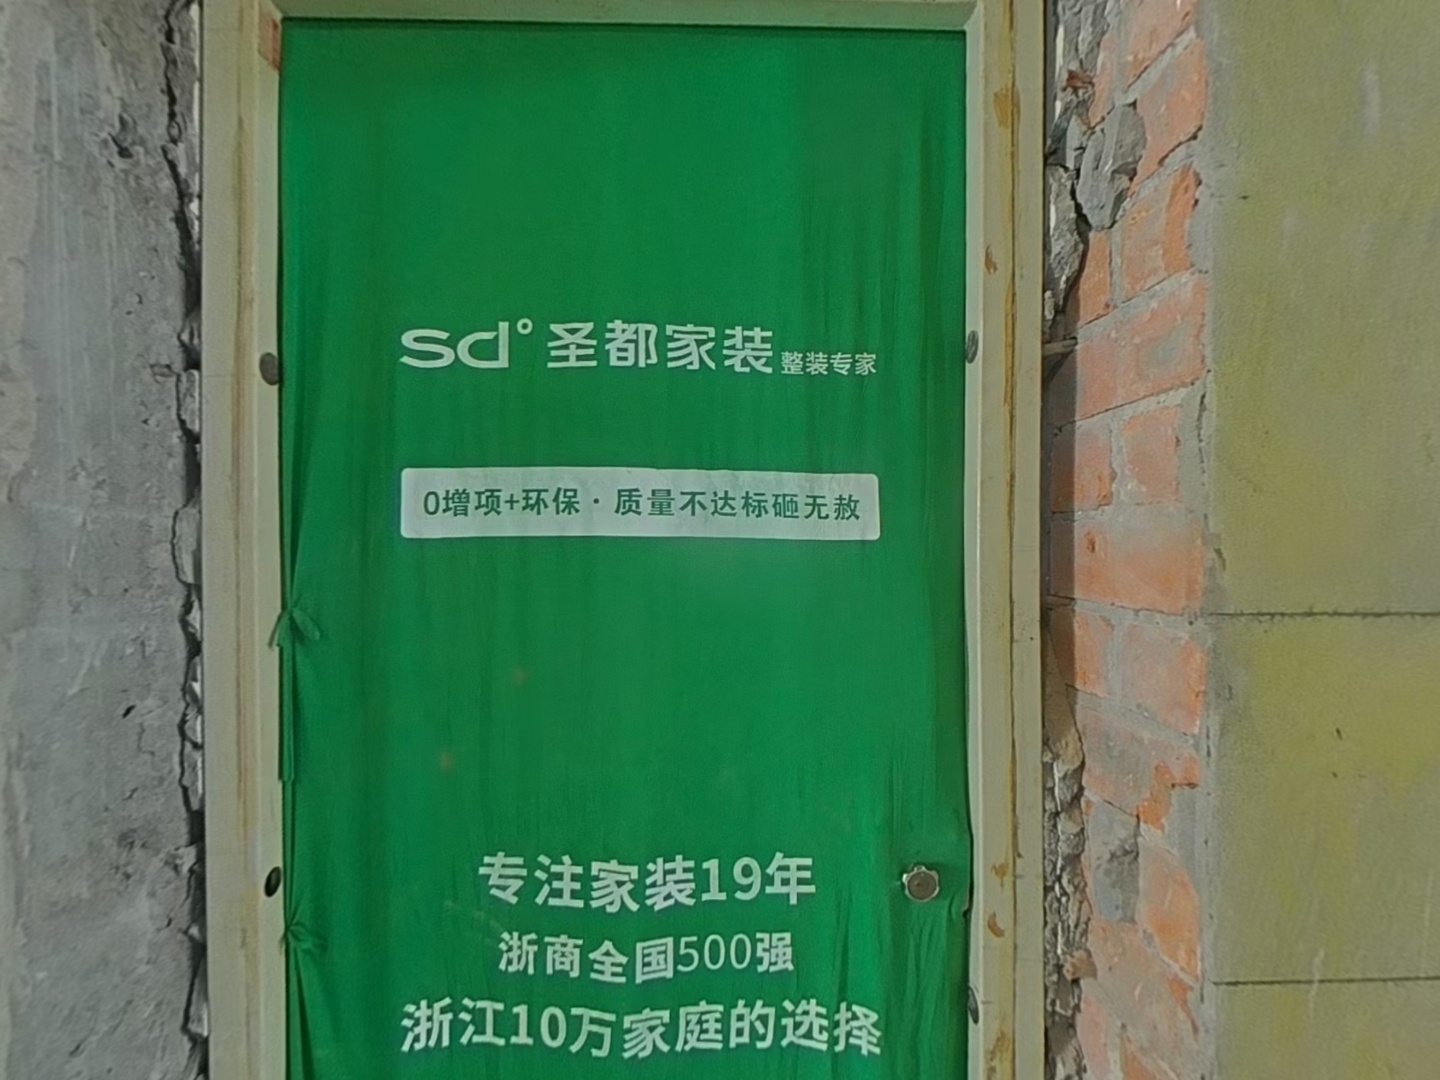 sd°圣都家装 整装专家
0增项+环保·质量不达标砸无赦
专注家装19年
浙商全国500强
浙江10万家庭的选择